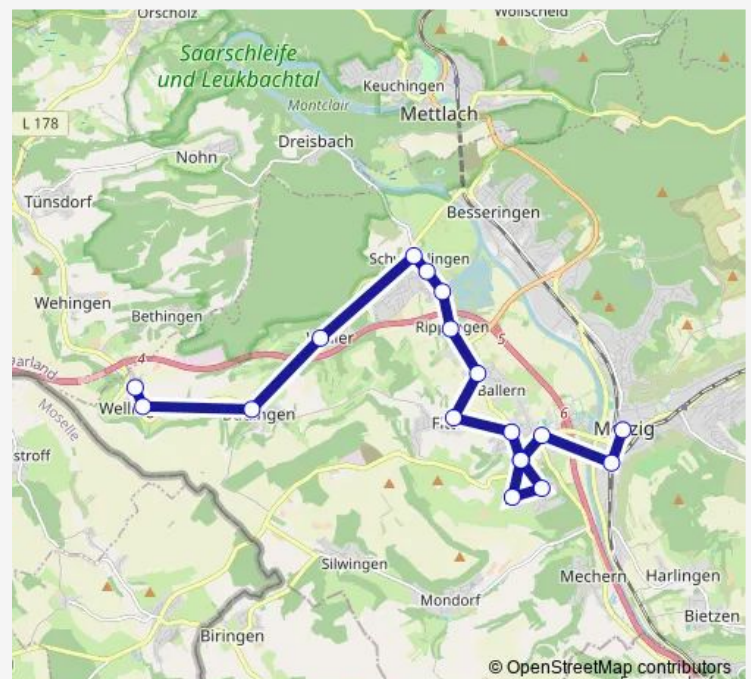 Orscholz
Wollscheid
Saarschleife
und Leukbachtal
Keuchingen
Montclair
Mettlach
L 178
Dreisbach
Nohn
Tünsdorf
Besseringen
Wehingen
Bethingen
5
4
Ballern
6
Moselle
Silwingen
Mechern
Harlingen
Mondorf
Bietzen
Biringen
© OpenStreetMap contributors